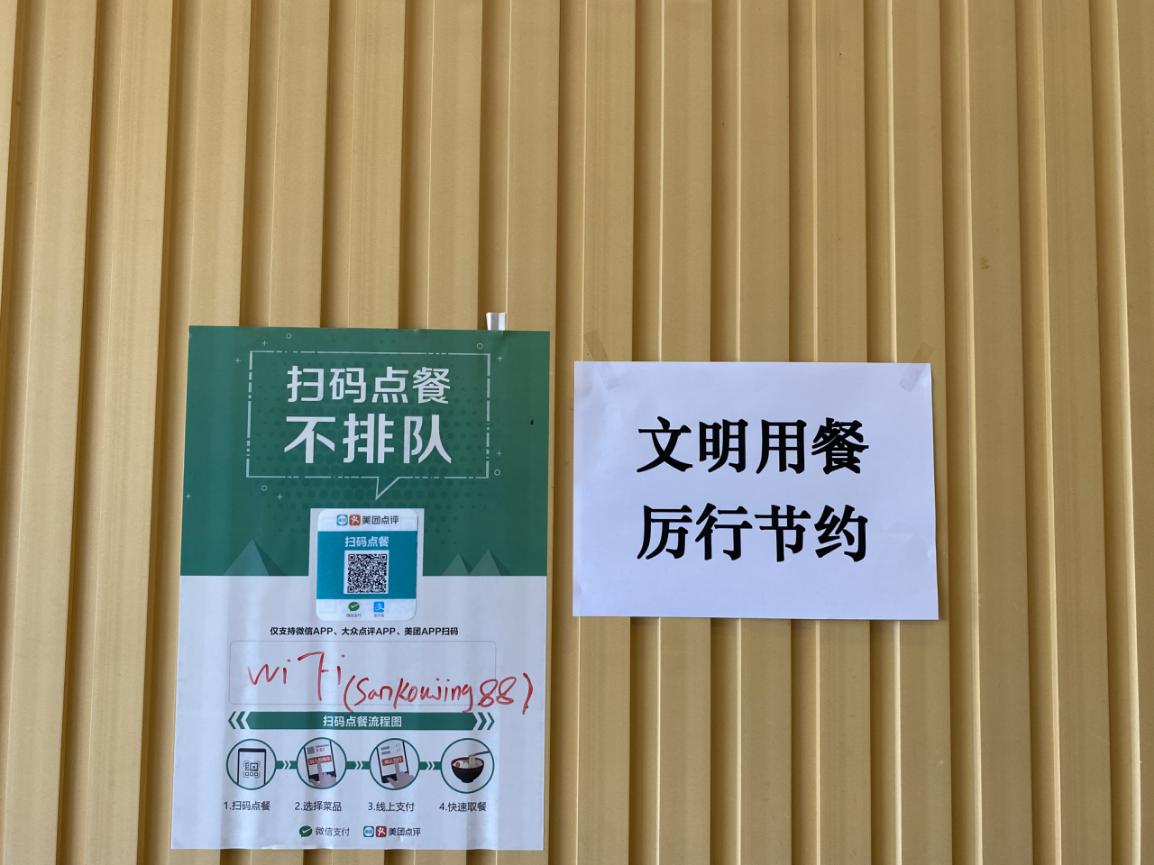 扫码点餐
不排队
美团点评
扫码点餐
仅支持微信APP、大众点评APP、美团APP扫码
wiFi
(sankoujing88)
扫码点餐流程图
1.扫码点餐
2.选择菜品
3.线上支付
4.快速取餐
微信支付
美团点评
文明用餐
厉行节约